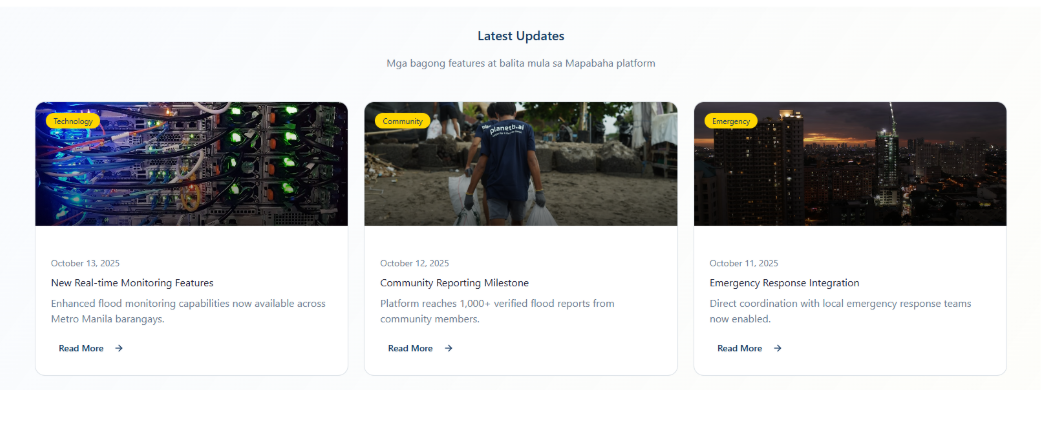 Latest Updates
Mga bagong features at balita mula sa Mapabaha platform
Technology
planetb.ai
Community
Emergency
October 13, 2025
New Real-time Monitoring Features
Enhanced flood monitoring capabilities now available across
Metro Manila barangays.
Read More
October 12, 2025
Community Reporting Milestone
Platform reaches 1,000+ verified flood reports from
community members.
Read More
October 11, 2025
Emergency Response Integration
Direct coordination with local emergency response teams
now enabled.
Read More